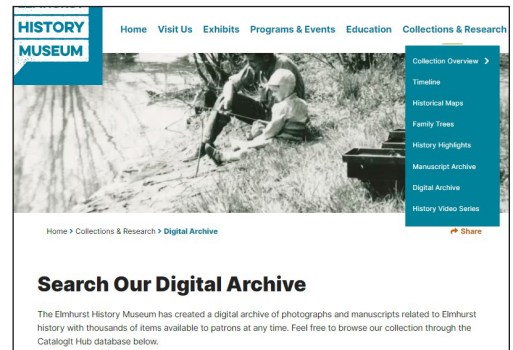 HISTORY
MUSEUM
Home Visit Us Exhibits Programs & Events Education Collections & Research
Collection Overview
Timeline
Historical Maps
Family Trees
History Highlights
Manuscript Archive
Digital Archive
History Video Series
Home > Collections & Research > Digital Archive
Share
Search Our Digital Archive
The Elmhurst History Museum has created a digital archive of photographs and manuscripts related to Elmhurst
history with thousands of items available to patrons at any time. Feel free to browse our collection through the
CatalogIt Hub database below.